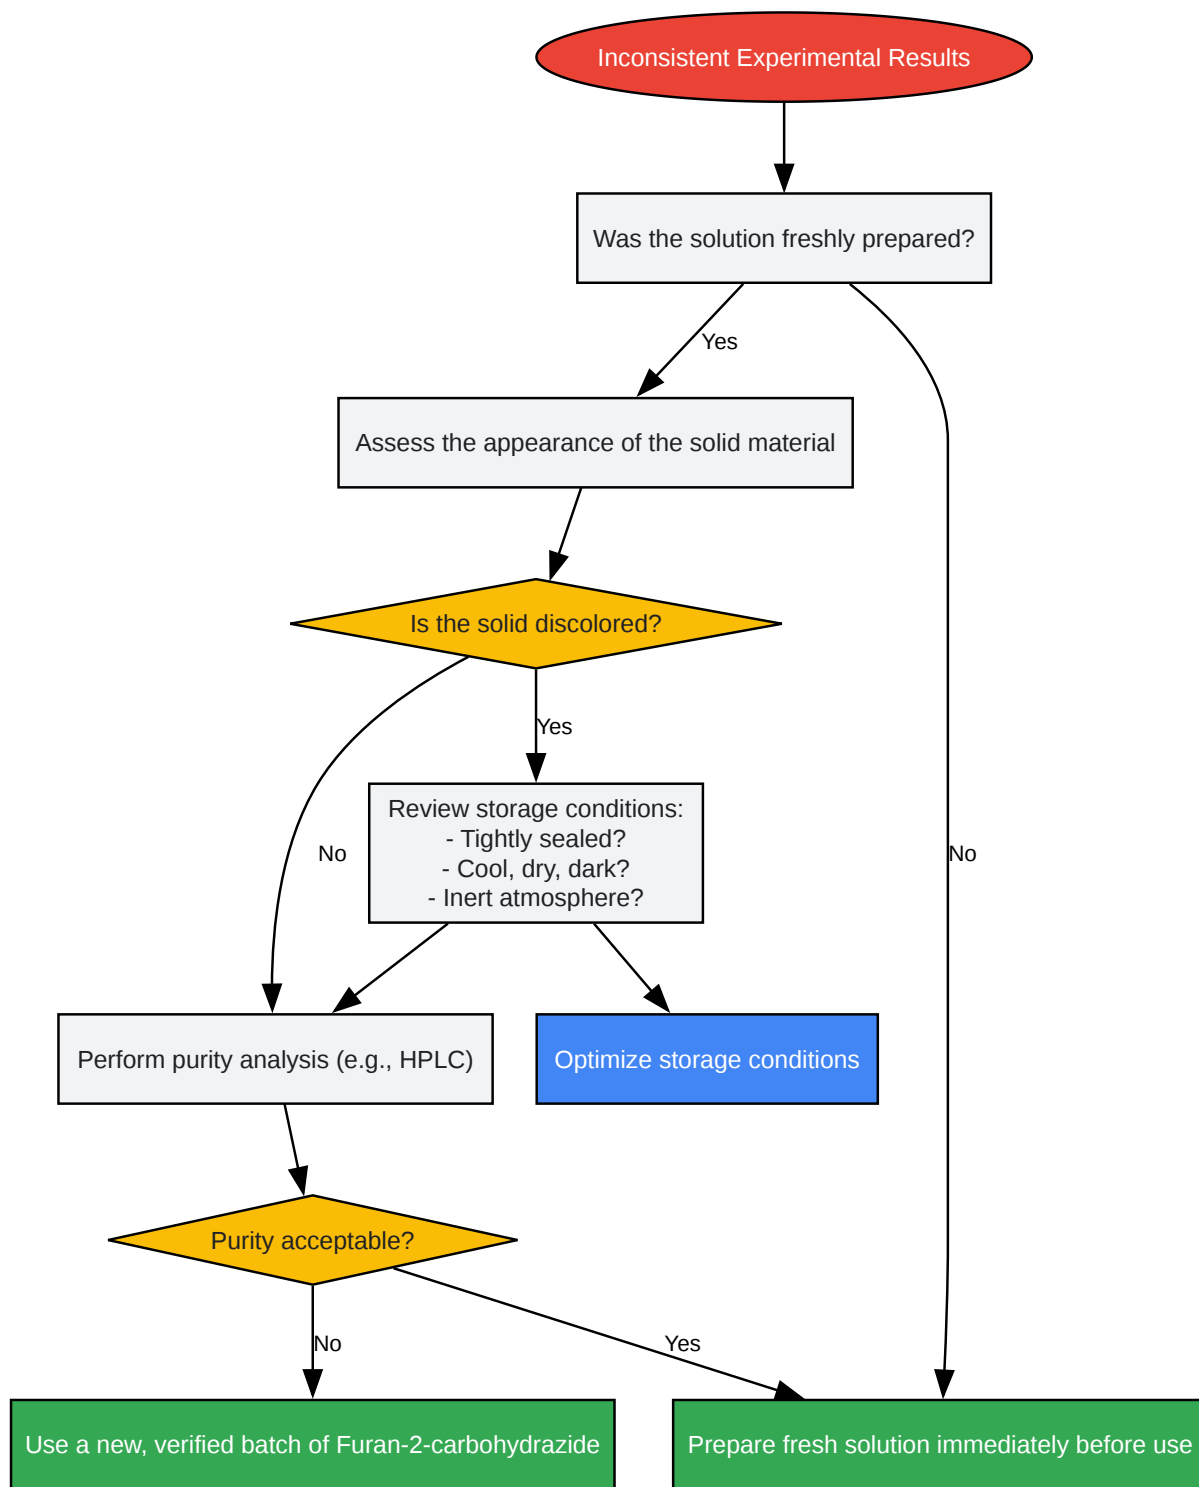 Inconsistent Experimental Results
Was the solution freshly prepared?
Yes
Assess the appearance of the solid material
Is the solid discolored?
Yes
Review storage conditions:
- Tightly sealed?
- Cool, dry, dark?
- Inert atmosphere?
No
No
Perform purity analysis (e.g., HPLC)
Optimize storage conditions
Purity acceptable?
No
Yes
Use a new, verified batch of Furan-2-carbohydrazide
Prepare fresh solution immediately before use